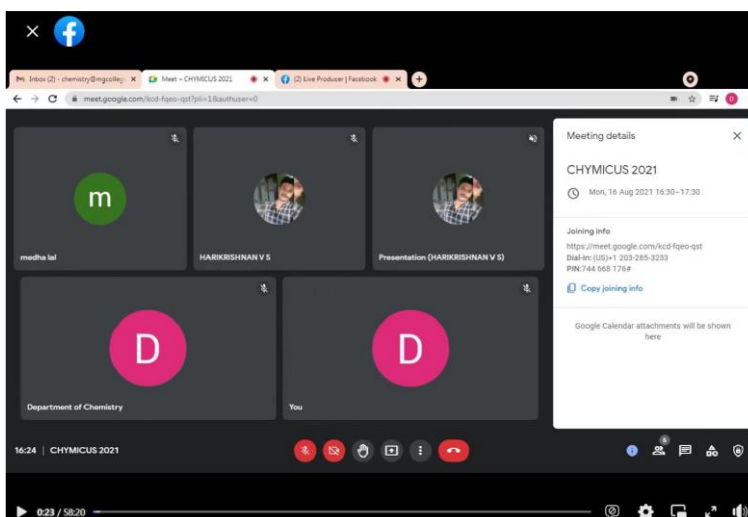 Inbox (2) - chemistry@mgcolleg
Meet - CHYMICUS 2021
(2) Live Producer | Facebook
meet.google.com/kcd-fqeo-qst?pli=1&authuser=0
D
m
medha lal
HARIKRISHNAN V S
Presentation (HARIKRISHNAN V S)
D
Department of Chemistry
D
You
Meeting details
CHYMICUS 2021
Mon, 16 Aug 2021 16:30–17:30
Joining info
https://meet.google.com/kcd-fqeo-qst
Dial-in: (US)+1 203-285-3233
PIN:744 668 176#
Copy joining info
Google Calendar attachments will be shown
here
16:24 | CHYMICUS 2021
6
0:23 / 58:20